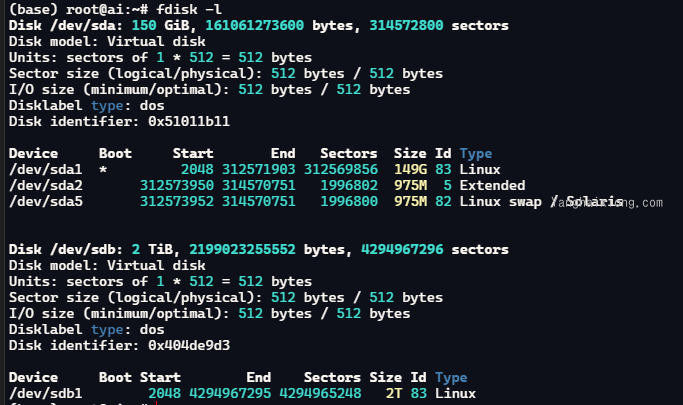 (base) root@ai:~# fdisk -l
Disk /dev/sda: 150 GiB, 161061273600 bytes, 314572800 sectors
Disk model: Virtual disk
Units: sectors of 1 * 512 = 512 bytes
Sector size (logical/physical): 512 bytes / 512 bytes
I/O size (minimum/optimal): 512 bytes / 512 bytes
Disklabel type: dos
Disk identifier: 0x51011b11
Device     Boot     Start       End   Sectors  Size Id Type
/dev/sda1  *         2048 312571903 312569856  149G 83 Linux
/dev/sda2       312573950 314570751   1996802  975M  5 Extended
/dev/sda5       312573952 314570751   1996800  975M 82 Linux swap / Solaris
Disk /dev/sdb: 2 TiB, 2199023255552 bytes, 4294967296 sectors
Disk model: Virtual disk
Units: sectors of 1 * 512 = 512 bytes
Sector size (logical/physical): 512 bytes / 512 bytes
I/O size (minimum/optimal): 512 bytes / 512 bytes
Disklabel type: dos
Disk identifier: 0x404de9d3
Device     Boot Start        End    Sectors Size Id Type
/dev/sdb1        2048 4294967295 4294965248   2T 83 Linux